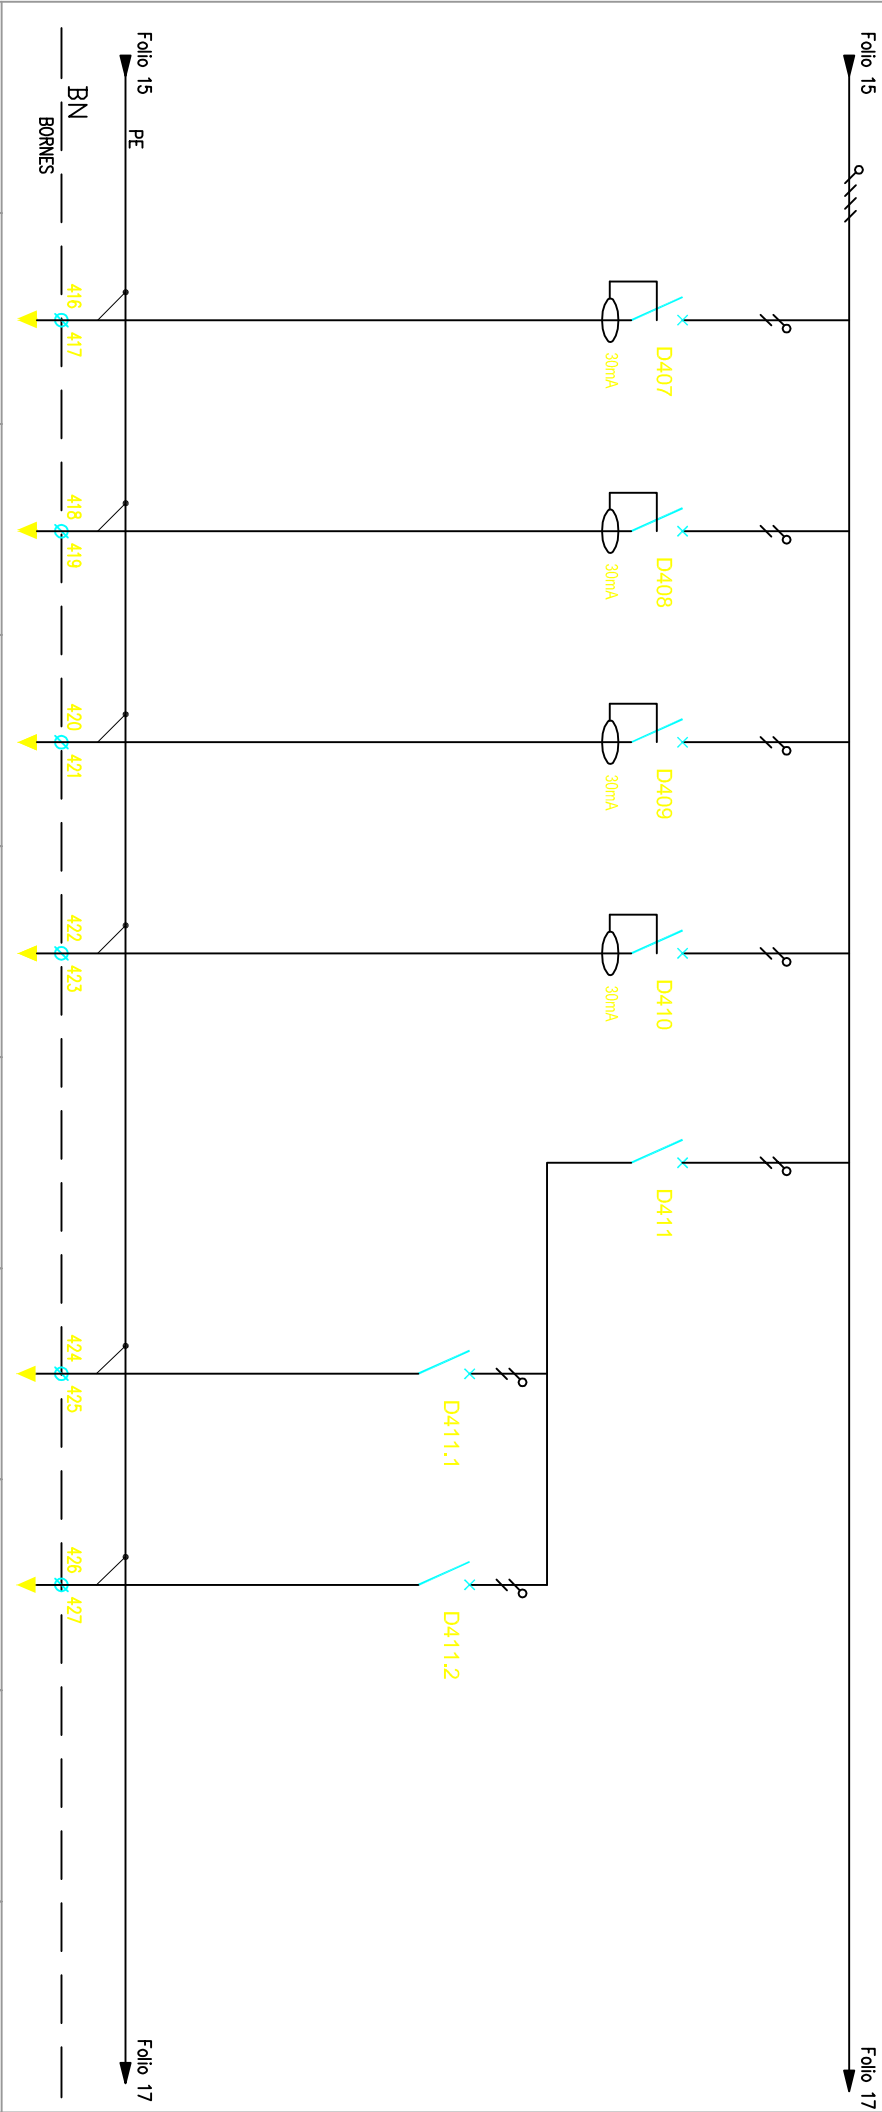 Folio 15
Folio 17
D407
30mA
D408
30mA
D409
30mA
D410
30mA
D411
D411.1
D411.2
Folio 15
PE
Folio 17
BN
BORNES
416 417
418 419
420 421
422 423
424 425
426 427